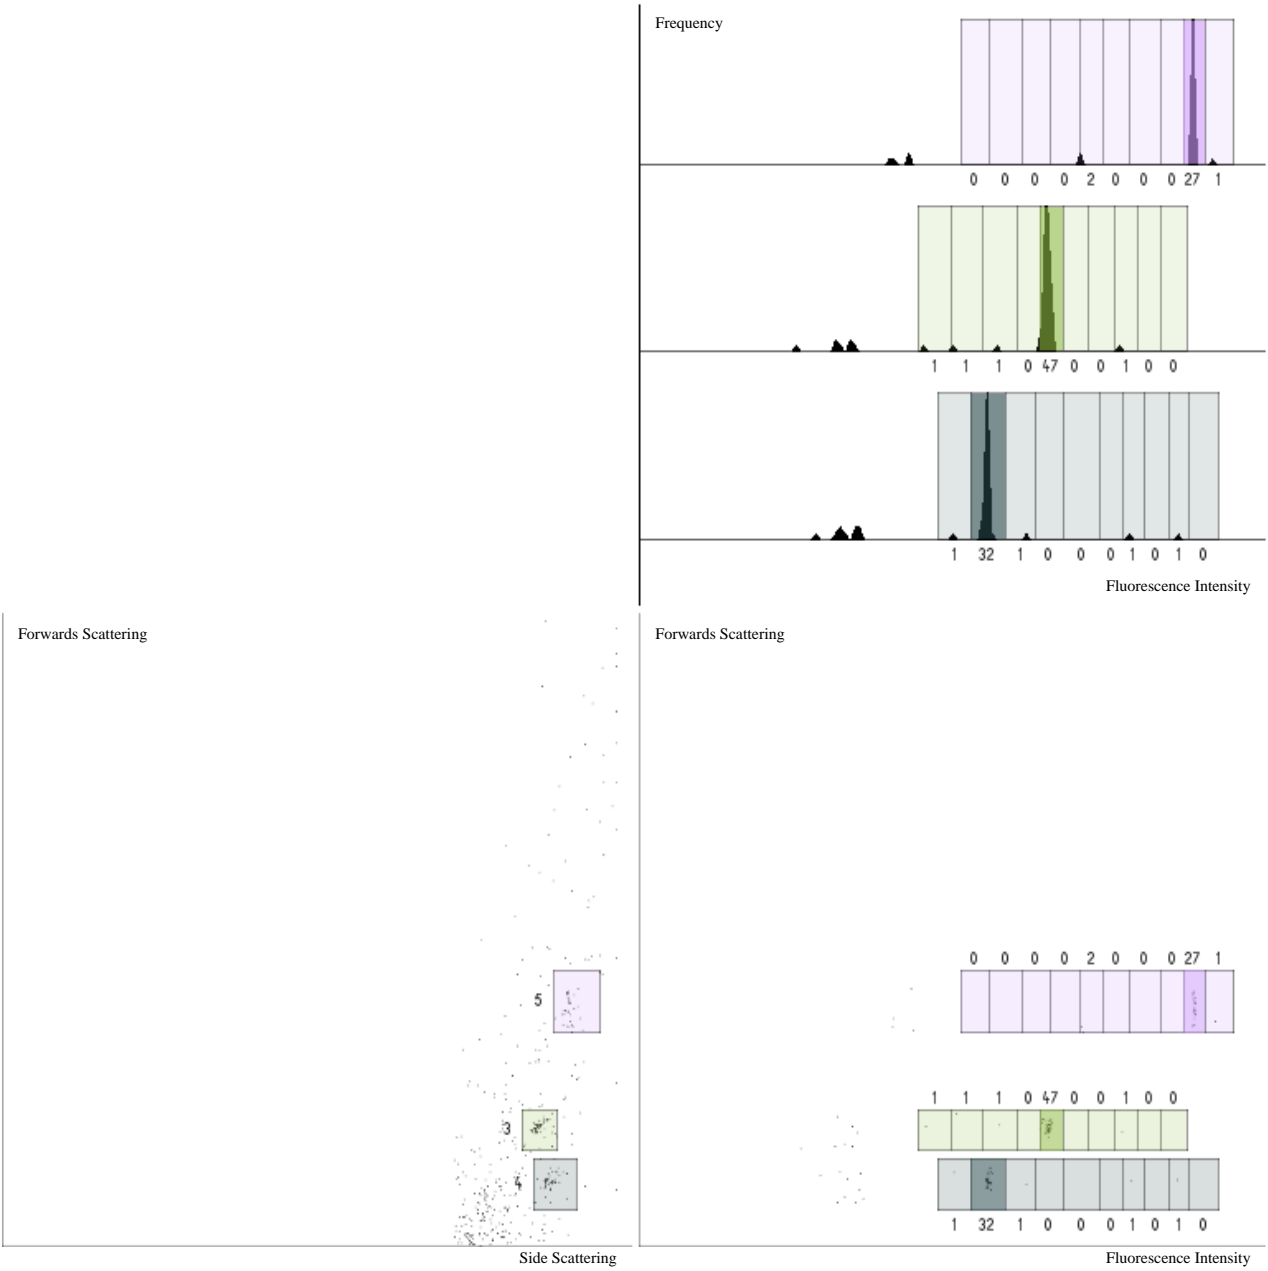 Frequency
0 0 0 0 2 0 0 0 27 1
1 1 1 0 47 0 0 1 0 0
1 32 1 0 0 0 1 0 1 0
Fluorescence Intensity
Forwards Scattering
5
3
4
Side Scattering
Forwards Scattering
0 0 0 0 2 0 0 0 27 1
1 1 1 0 47 0 0 1 0 0
1 32 1 0 0 0 1 0 1 0
Fluorescence Intensity